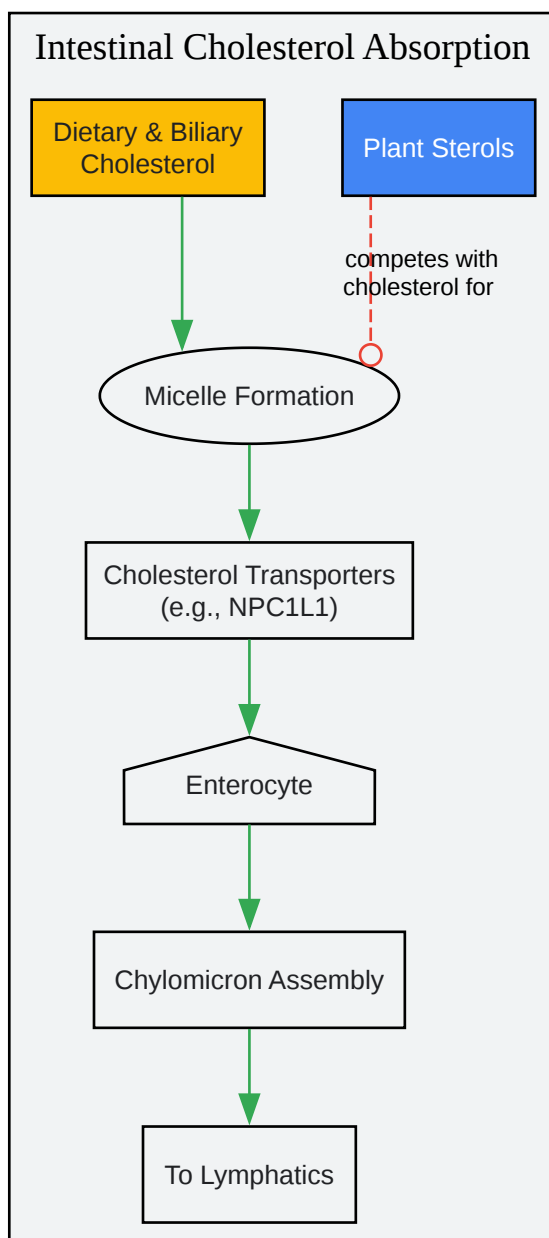 Intestinal Cholesterol Absorption
Dietary & Biliary
Cholesterol
Plant Sterols
competes with
cholesterol for
Micelle Formation
Cholesterol Transporters
(e.g., NPC1L1)
Enterocyte
Chylomicron Assembly
To Lymphatics